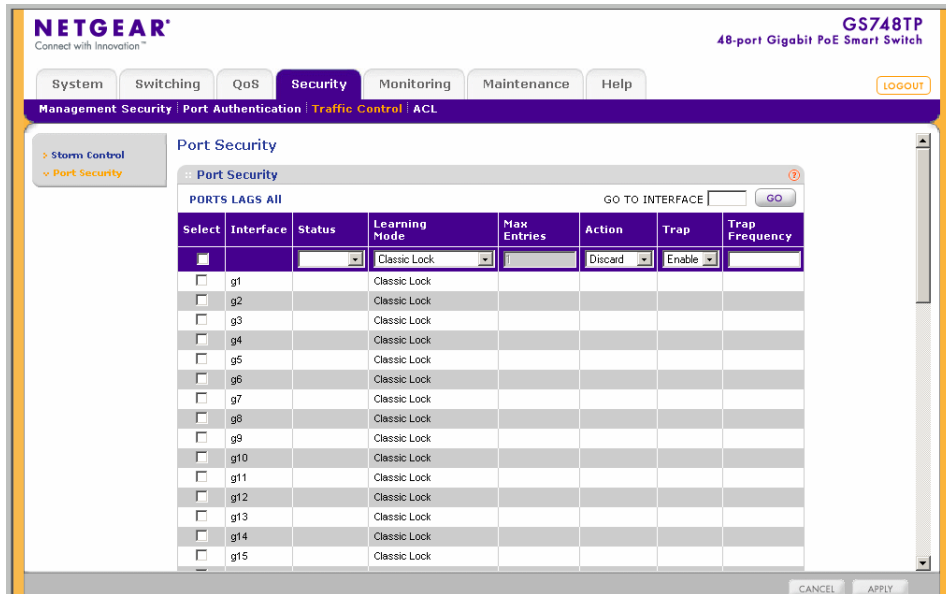 NETGEAR®
Connect with Innovation™
GS748TP
48-port Gigabit PoE Smart Switch
System Switching QoS Security Monitoring Maintenance Help
LOGOUT
Management Security Port Authentication Traffic Control ACL
Storm Control
Port Security
Port Security
Port Security
PORTS LAGS All GO TO INTERFACE GO
Select Interface Status Learning Mode Max Entries Action Trap Trap Frequency
Classic Lock 1 Discard Enable
g1 Classic Lock
g2 Classic Lock
g3 Classic Lock
g4 Classic Lock
g5 Classic Lock
g6 Classic Lock
g7 Classic Lock
g8 Classic Lock
g9 Classic Lock
g10 Classic Lock
g11 Classic Lock
g12 Classic Lock
g13 Classic Lock
g14 Classic Lock
g15 Classic Lock
CANCEL APPLY